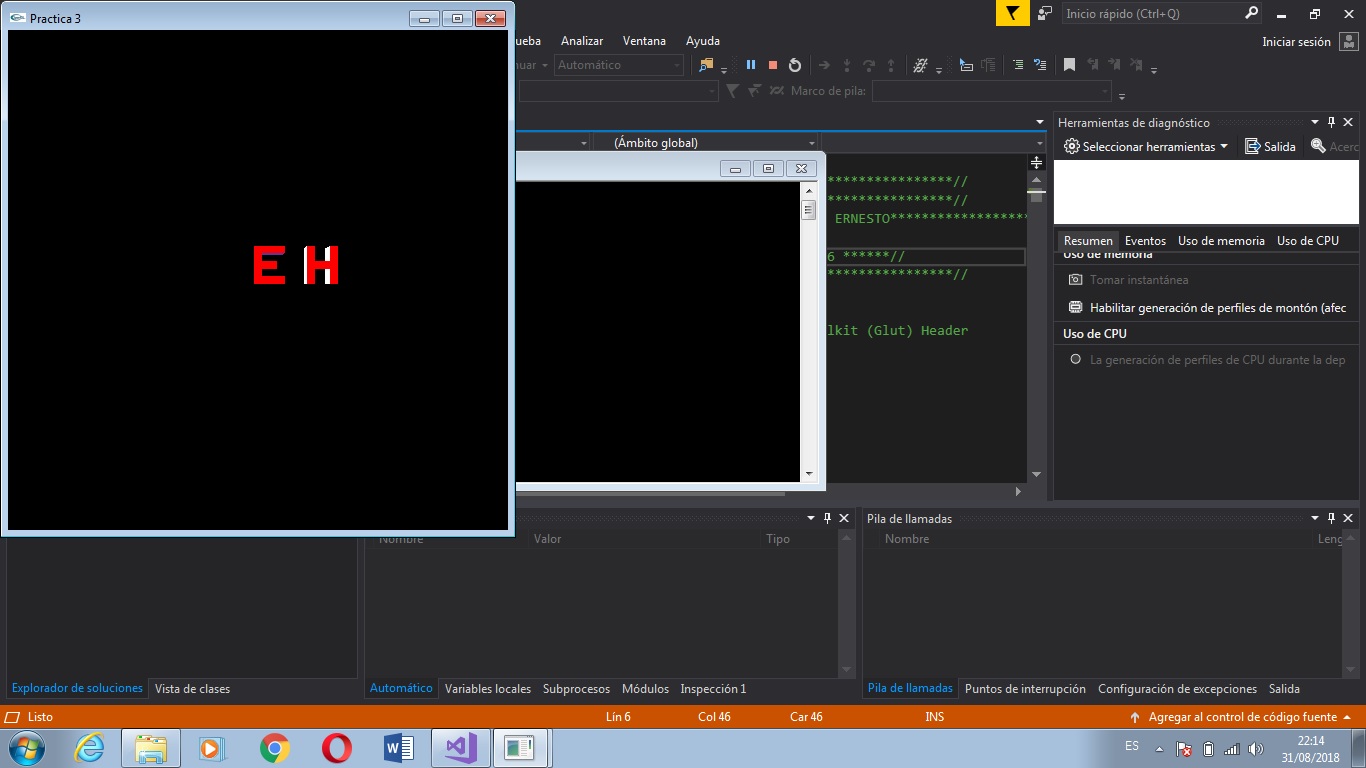 Practica 3
Inicio rápido (Ctrl+Q)
Analizar Ventana Ayuda
Iniciar sesión
Automático
Marco de pila:
(Ámbito global)
Herramientas de diagnóstico
Seleccionar herramientas Salida
****************//
****************//
ERNESTO
6 ******//
****************//
(Glut) Header
E H
Resumen Eventos Uso de memoria Uso de CPU
Uso de memoria
Tomar instantánea
Habilitar generación de perfiles de montón (afec
Uso de CPU
La generación de perfiles de CPU durante la dep
Nombre Valor Tipo
Pila de llamadas
Nombre Leng
Explorador de soluciones Vista de clases
Automático Variables locales Subprocesos Módulos Inspección 1
Pila de llamadas Puntos de interrupción Configuración de excepciones Salida
Listo Lín 6 Col 46 Car 46 INS Agregar al control de código fuente
ES
22:14
31/08/2018